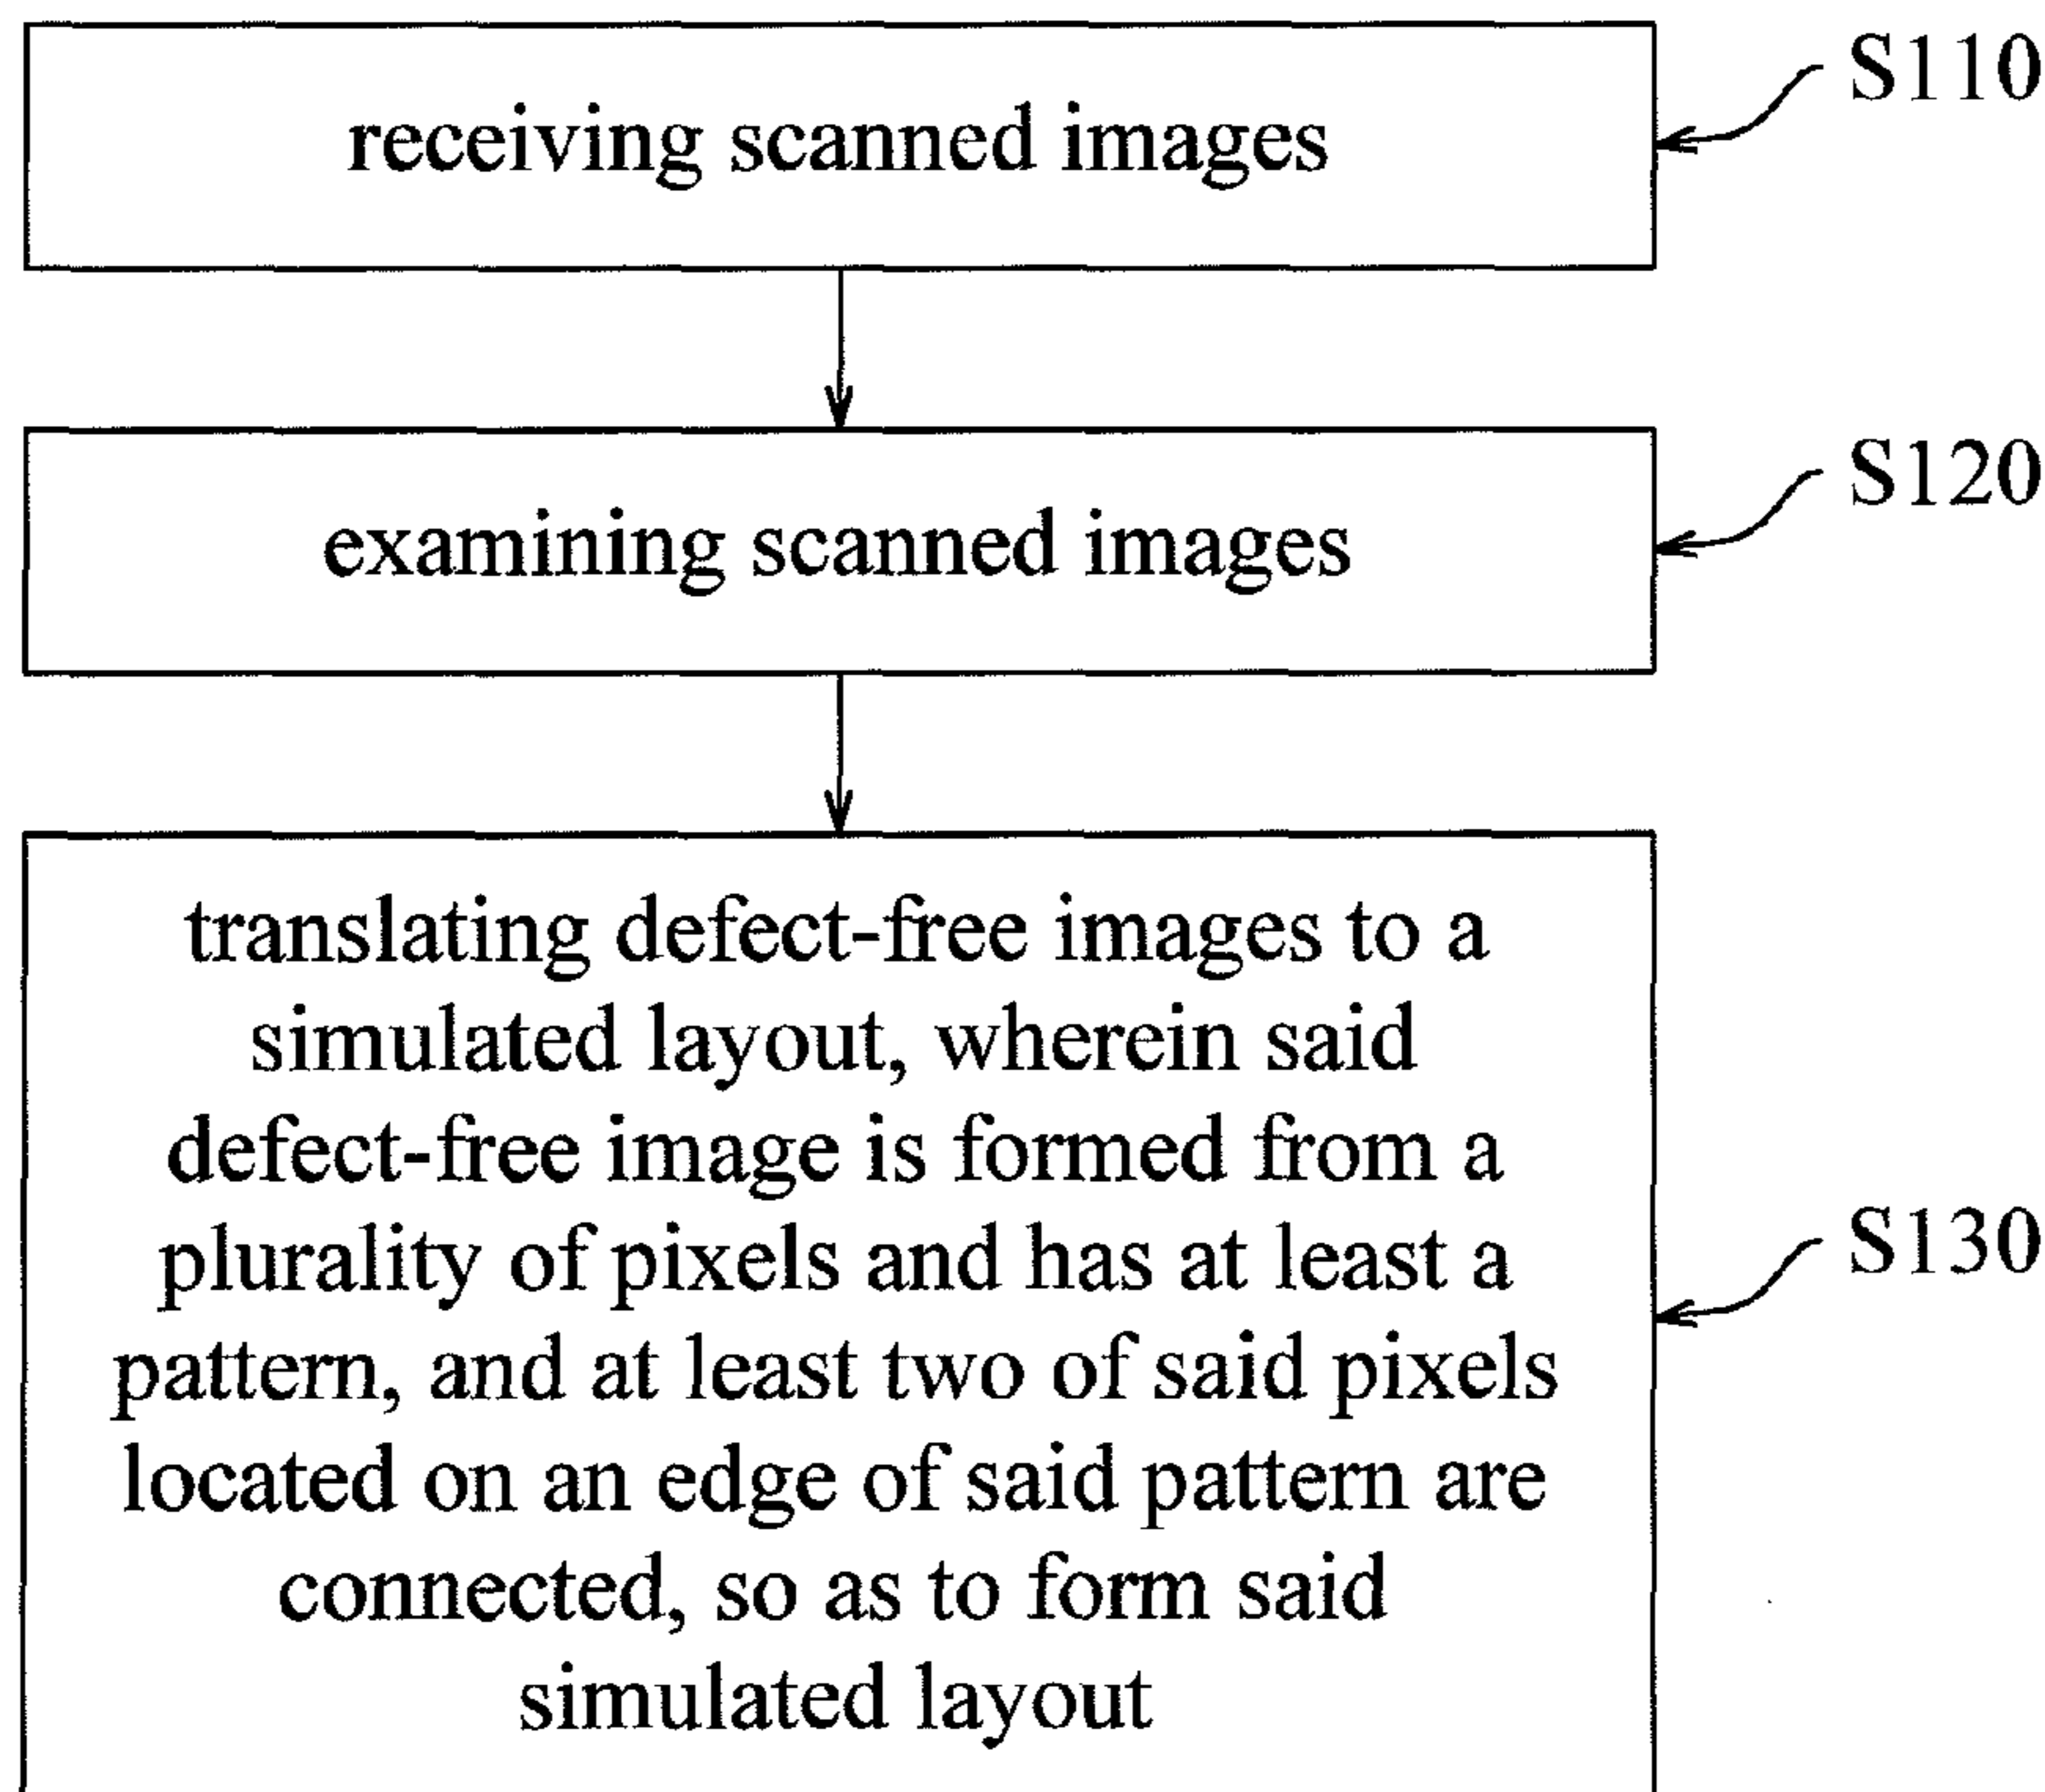 receiving scanned images
S110
examining scanned images
S120
translating defect-free images to a
simulated layout, wherein said
defect-free image is formed from a
plurality of pixels and has at least a
pattern, and at least two of said pixels
located on an edge of said pattern are
connected, so as to form said
simulated layout
S130